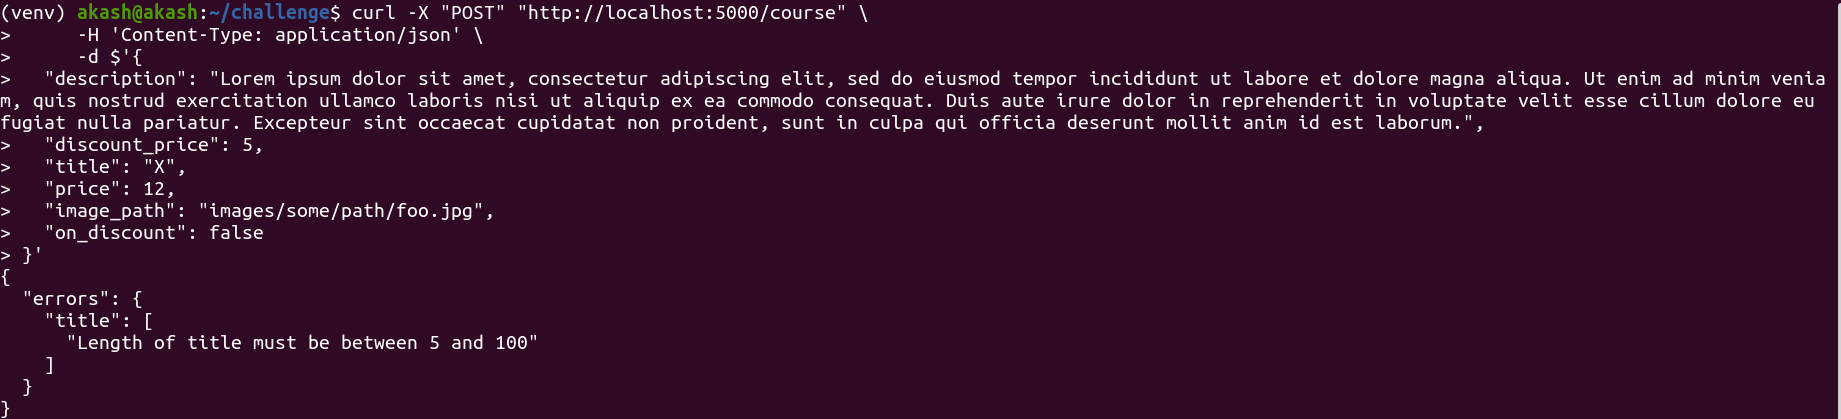 (venv) akash@akash:~/challenge$ curl -X "POST" "http://localhost:5000/course" \
>      -H 'Content-Type: application/json' \
>      -d $'{
>   "description": "Lorem ipsum dolor sit amet, consectetur adipiscing elit, sed do eiusmod tempor incididunt ut labore et dolore magna aliqua. Ut enim ad minim venia
m, quis nostrud exercitation ullamco laboris nisi ut aliquip ex ea commodo consequat. Duis aute irure dolor in reprehenderit in voluptate velit esse cillum dolore eu
fugiat nulla pariatur. Excepteur sint occaecat cupidatat non proident, sunt in culpa qui officia deserunt mollit anim id est laborum.",
>   "discount_price": 5,
>   "title": "X",
>   "price": 12,
>   "image_path": "images/some/path/foo.jpg",
>   "on_discount": false
> }'
{
  "errors": {
    "title": [
      "Length of title must be between 5 and 100"
    ]
  }
}